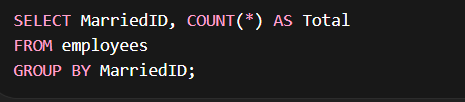 SELECT MarriedID, COUNT(*) AS Total
FROM employees
GROUP BY MarriedID;